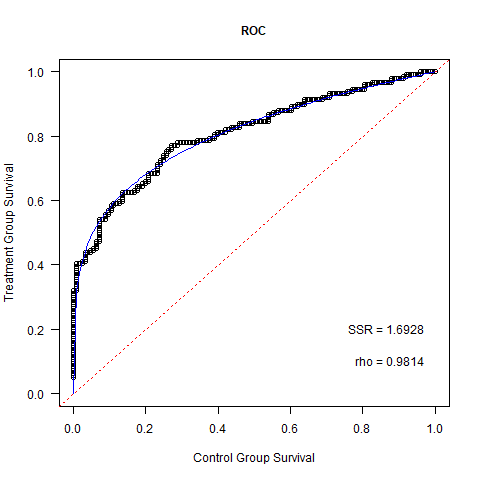 ROC
Treatment Group Survival
1.0
0.8
0.6
0.4
0.2
0.0
SSR = 1.6928
rho = 0.9814
0.0 0.2 0.4 0.6 0.8 1.0
Control Group Survival